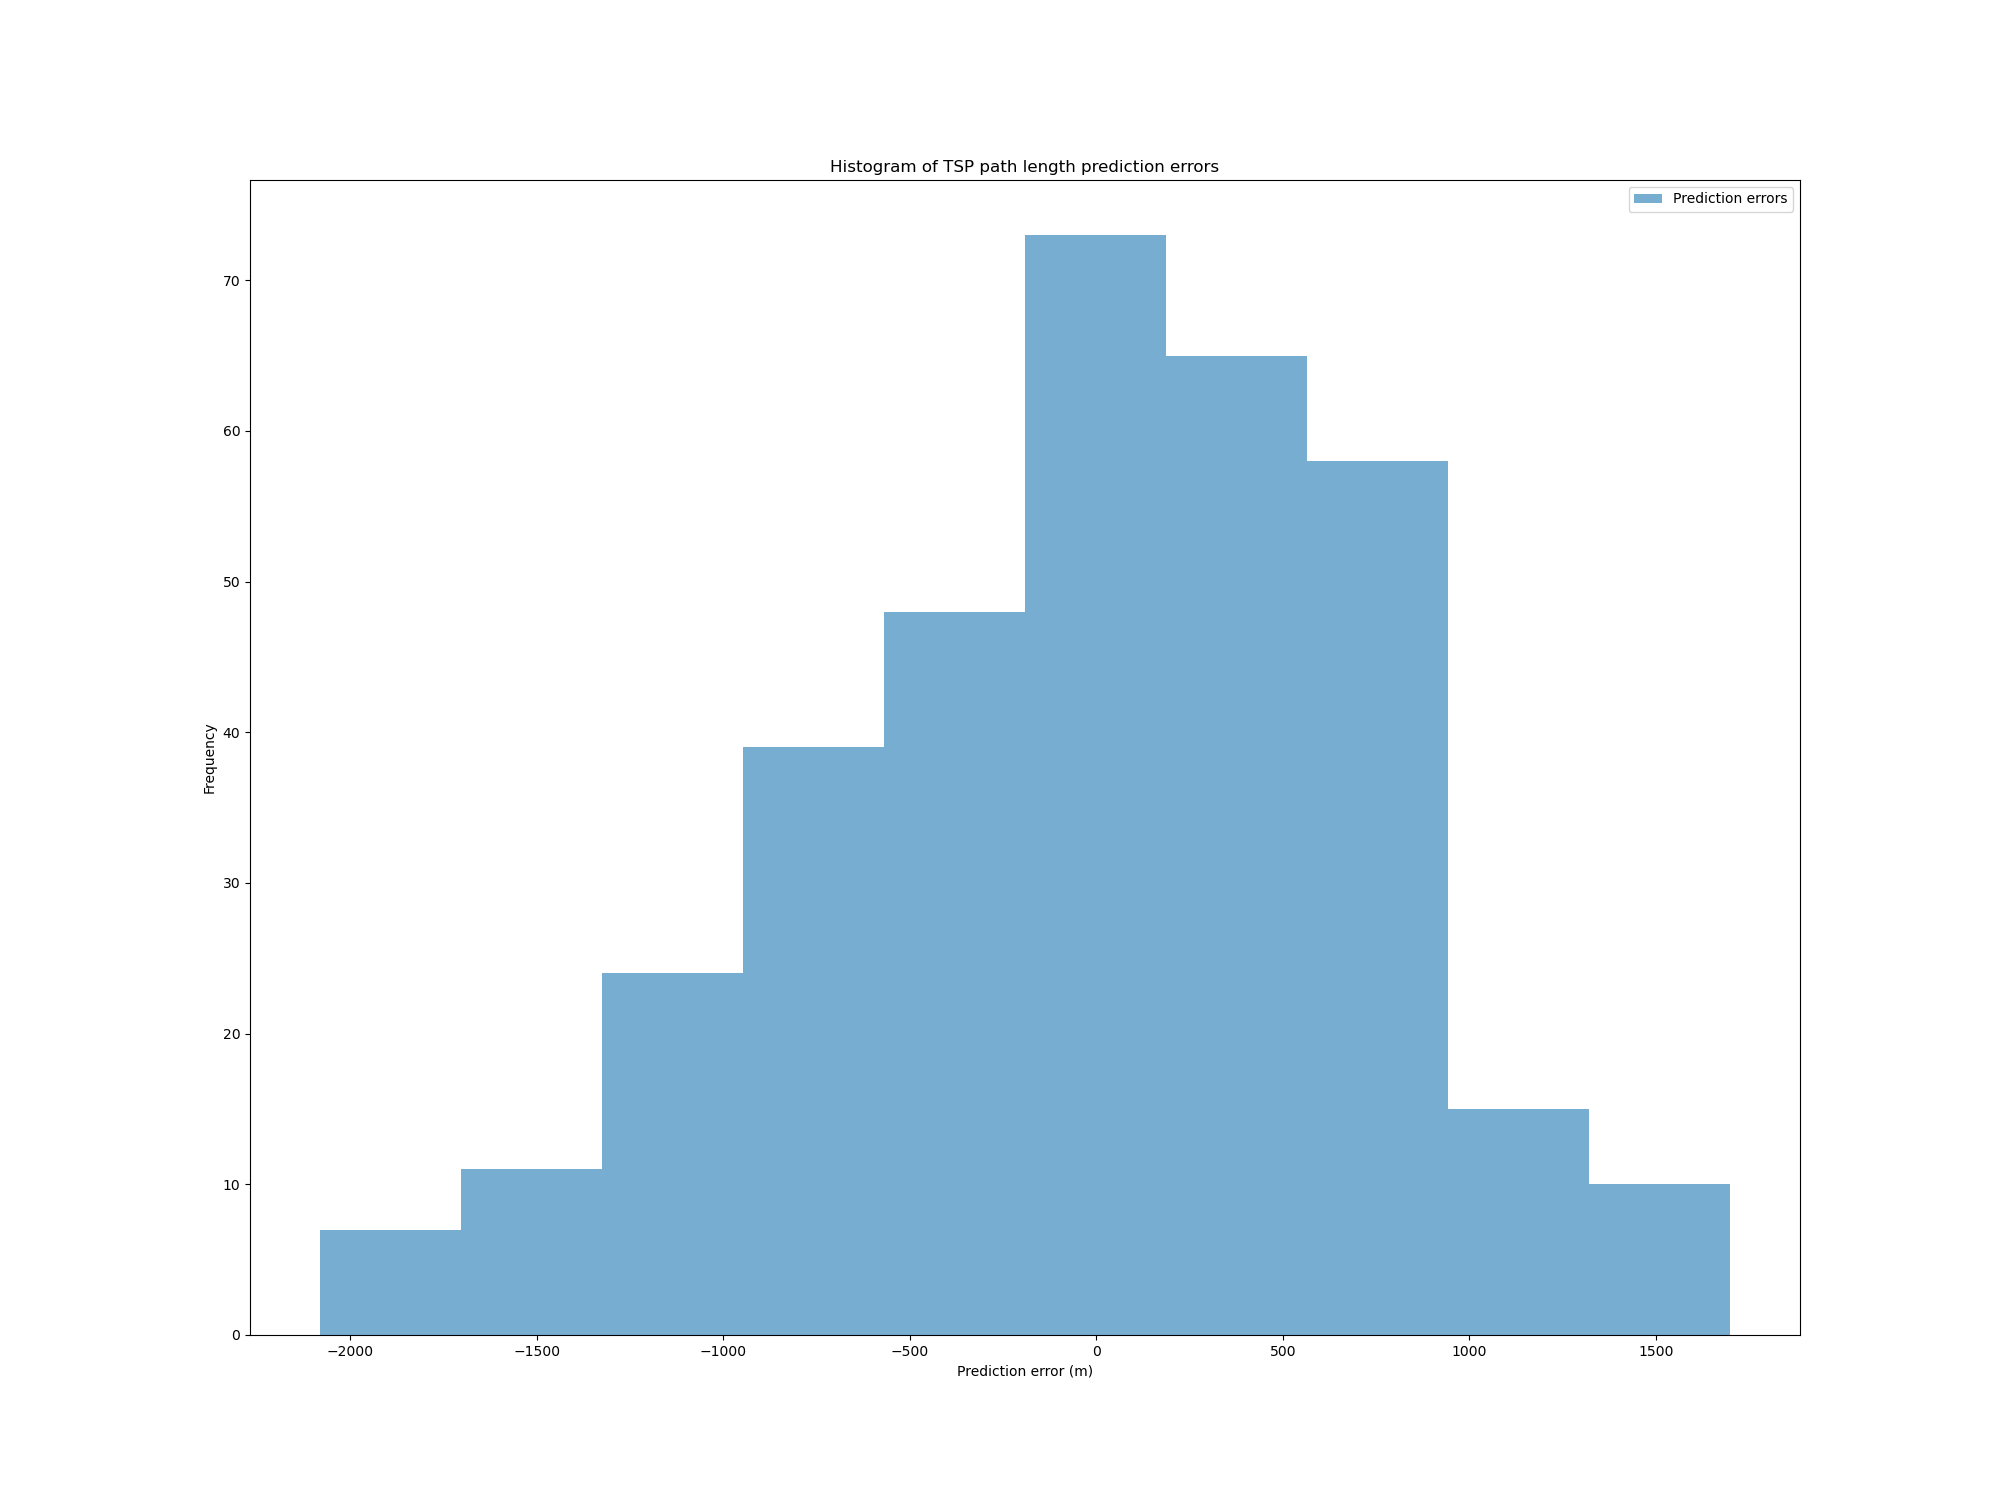 Histogram of TSP path length prediction errors
Prediction errors
70
60
50
40
30
20
10
0
Frequency
−2000 −1500 −1000 −500 0 500 1000 1500
Prediction error (m)